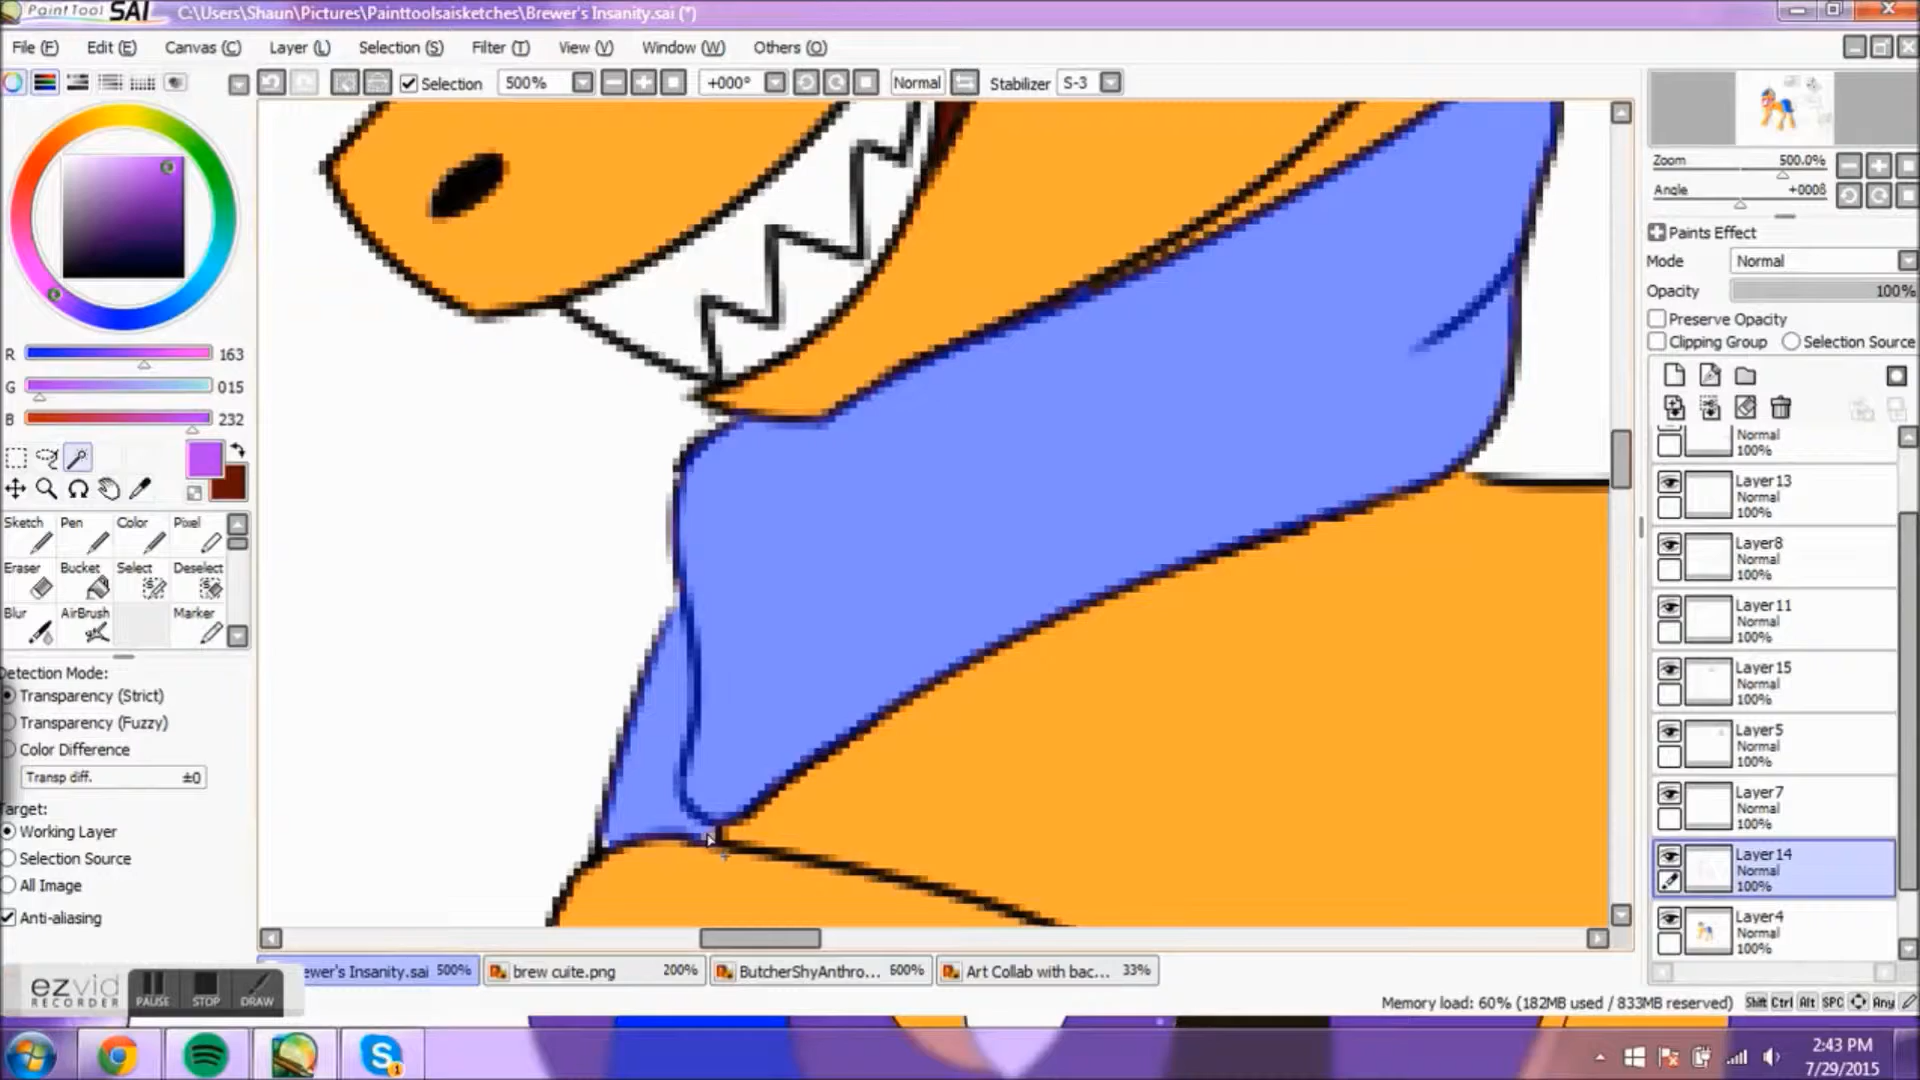 PaintTool SAI C:\Users\Shaun\Pictures\Painttoolsaisketches\Brewer's Insanity.sai (*)
File (F) Edit (E) Canvas (C) Layer (L) Selection (S) Filter (T) View (V) Window (W) Others (O)
Selection 500% +000° Normal Stabilizer S-3
Zoom 500.0%
Angle +000ß
Paints Effect
Mode Normal
Opacity 100%
Preserve Opacity
Clipping Group Selection Source
R 163
G 015
B 232
Normal
100%
Layer13
Normal
100%
Layer8
Normal
100%
Layer11
Normal
100%
Layer15
Normal
100%
Layer5
Normal
100%
Layer7
Normal
100%
Layer14
Normal
100%
Layer4
Normal
100%
Sketch Pen Color Pixel
Eraser Bucket Select Deselect
Blur AirBrush Marker
Detection Mode:
Transparency (Strict)
Transparency (Fuzzy)
Color Difference
Transp diff. ±0
Target:
Working Layer
Selection Source
All Image
Anti-aliasing
ewer's Insanity.sai 500% brew cuite.png 200% ButcherShyAnthro... 600% Art Collab with bac... 33%
ezvid
RECORDER
PAUSE STOP DRAW
Memory load: 60% (182MB used / 833MB reserved) Shift Ctrl Alt SPC Any
1
2:43 PM
7/29/2015